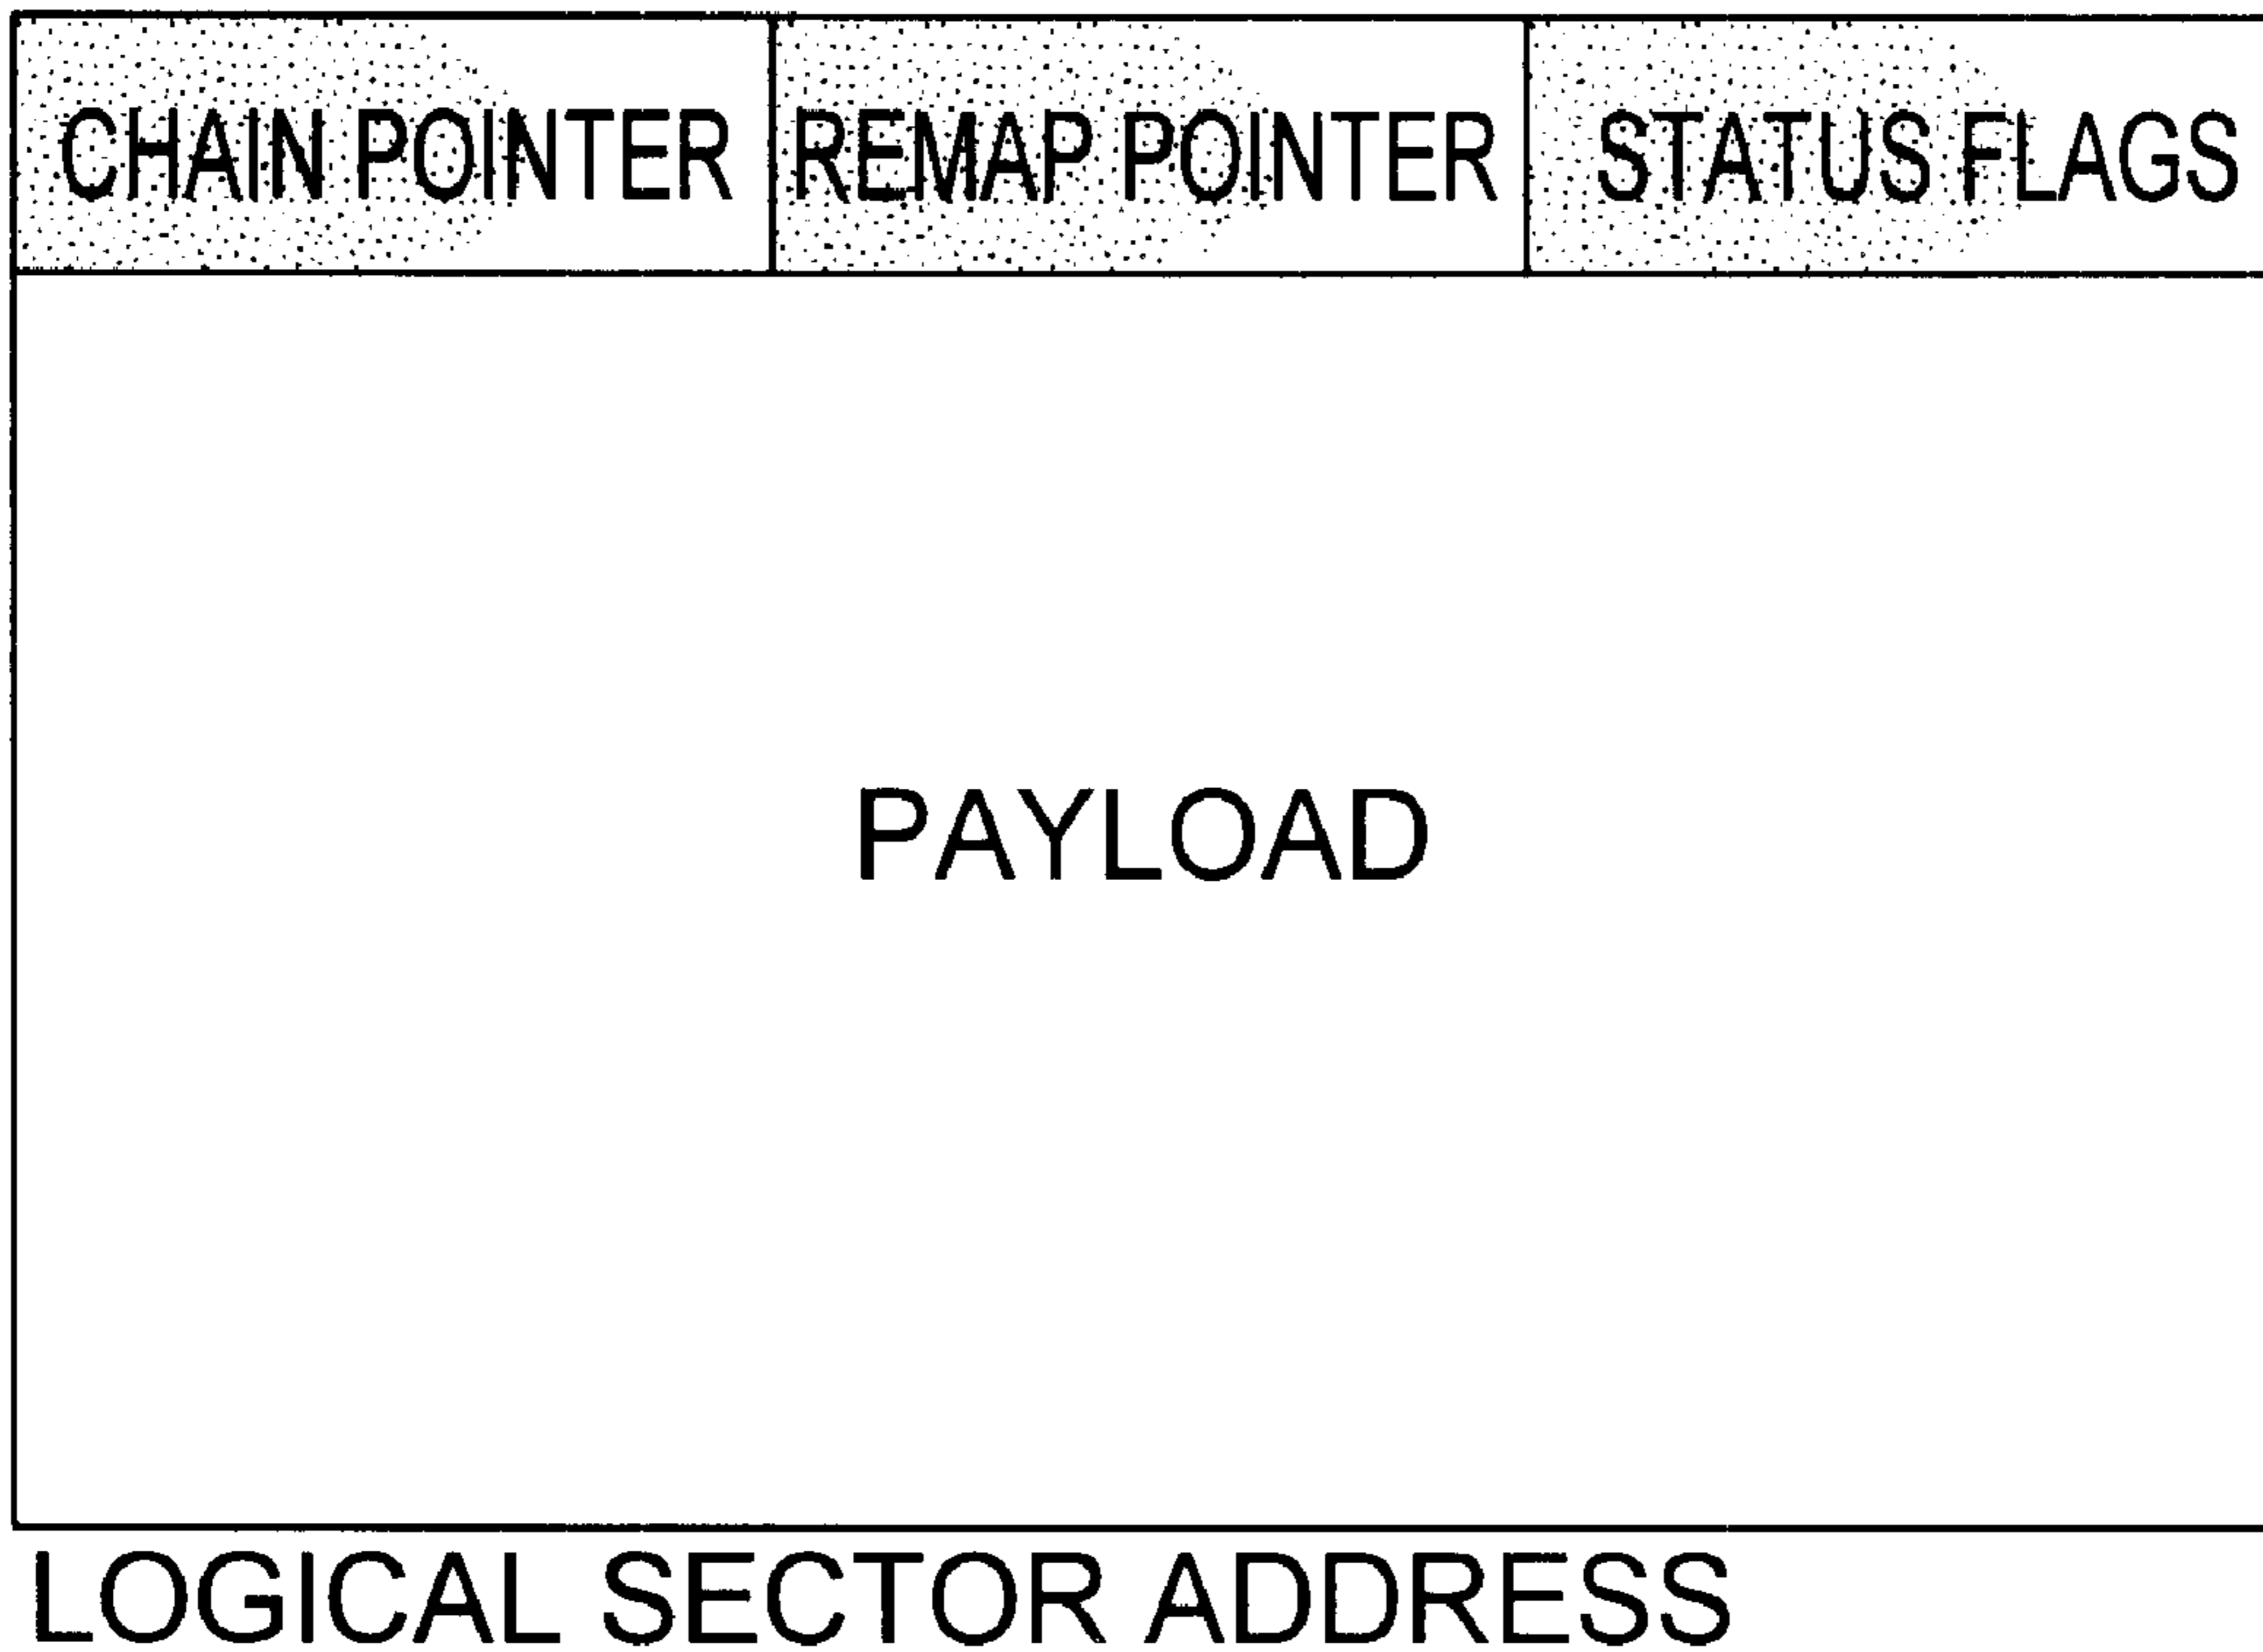 CHAIN POINTER REMAP POINTER STATUS FLAGS
PAYLOAD
LOGICAL SECTOR ADDRESS